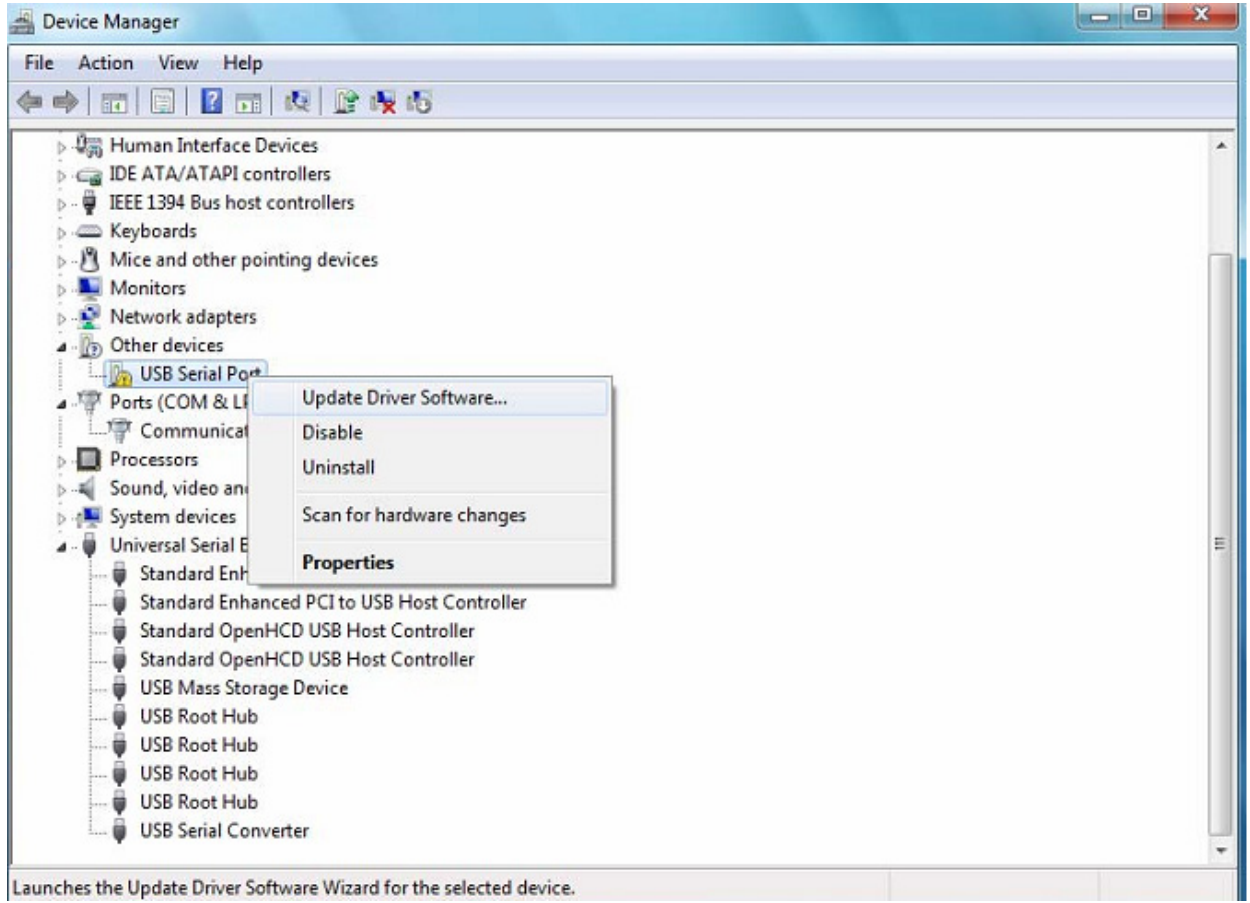 Device Manager
File Action View Help
Human Interface Devices
IDE ATA/ATAPI controllers
IEEE 1394 Bus host controllers
Keyboards
Mice and other pointing devices
Monitors
Network adapters
Other devices
USB Serial Port
Update Driver Software...
Ports (COM & L
Disable
Communicat
Uninstall
Processors
Sound, video an
Scan for hardware changes
System devices
Universal Serial
Properties
Standard Enh
Standard Enhanced PCI to USB Host Controller
Standard OpenHCD USB Host Controller
Standard OpenHCD USB Host Controller
USB Mass Storage Device
USB Root Hub
USB Root Hub
USB Root Hub
USB Root Hub
USB Serial Converter
Launches the Update Driver Software Wizard for the selected device.